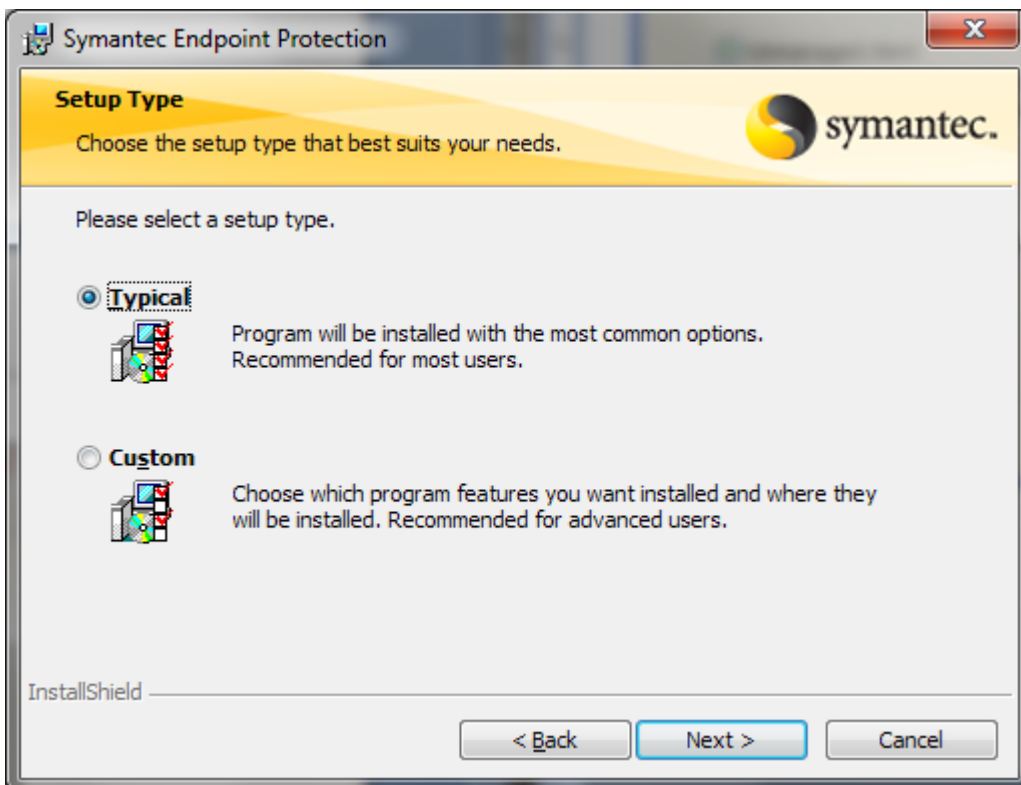 Symantec Endpoint Protection
Setup Type
Choose the setup type that best suits your needs.
symantec.
Please select a setup type.
Typical
Program will be installed with the most common options.
Recommended for most users.
Custom
Choose which program features you want installed and where they
will be installed. Recommended for advanced users.
InstallShield
< Back
Next >
Cancel